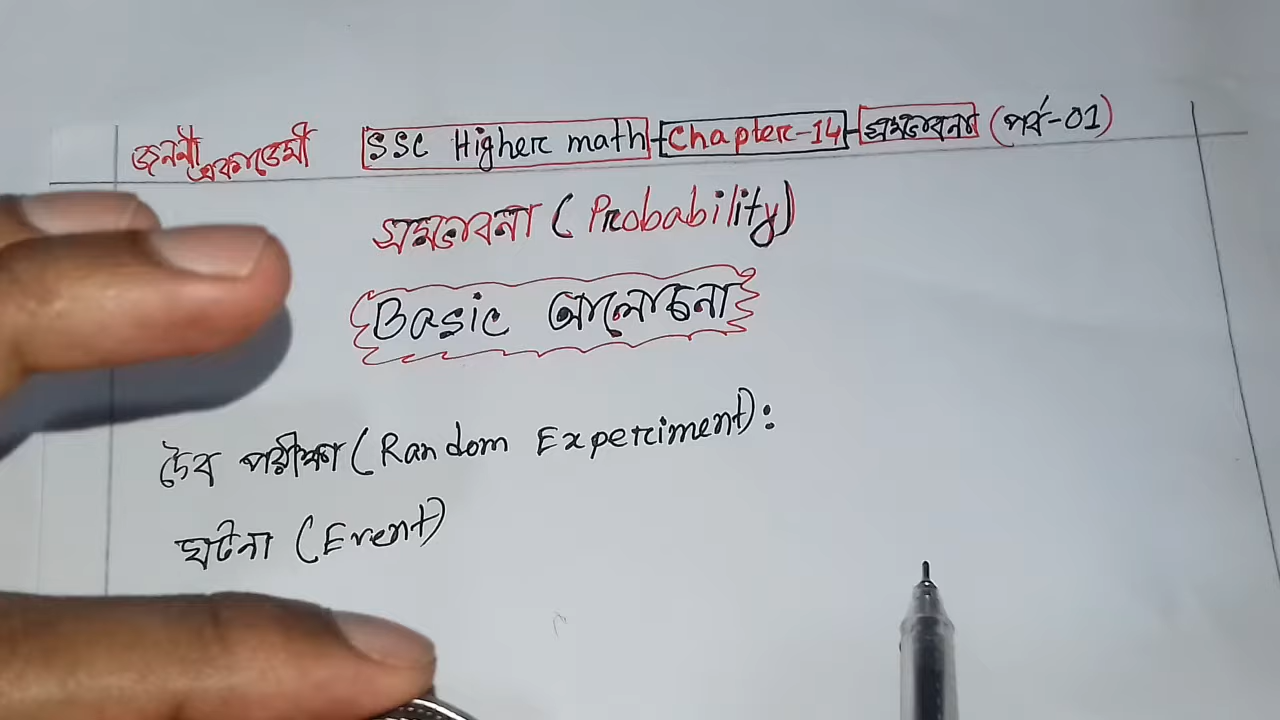 জননী একাডেমী SSC Higher math - Chapter-14 - সম্ভাবনা (পর্ব-01)
সম্ভাবনা (Probability)
Basic আলোচনা
দৈব পরীক্ষা (Random Experiment):
ঘটনা (Event)